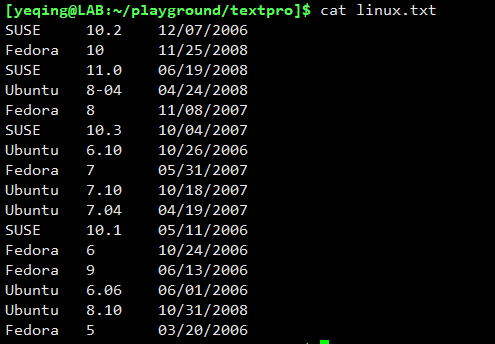 [yeqing@LAB:~/playground/textpro]$ cat linux.txt
SUSE 10.2 12/07/2006
Fedora 10 11/25/2008
SUSE 11.0 06/19/2008
Ubuntu 8-04 04/24/2008
Fedora 8 11/08/2007
SUSE 10.3 10/04/2007
Ubuntu 6.10 10/26/2006
Fedora 7 05/31/2007
Ubuntu 7.10 10/18/2007
Ubuntu 7.04 04/19/2007
SUSE 10.1 05/11/2006
Fedora 6 10/24/2006
Fedora 9 06/13/2006
Ubuntu 6.06 06/01/2006
Ubuntu 8.10 10/31/2008
Fedora 5 03/20/2006